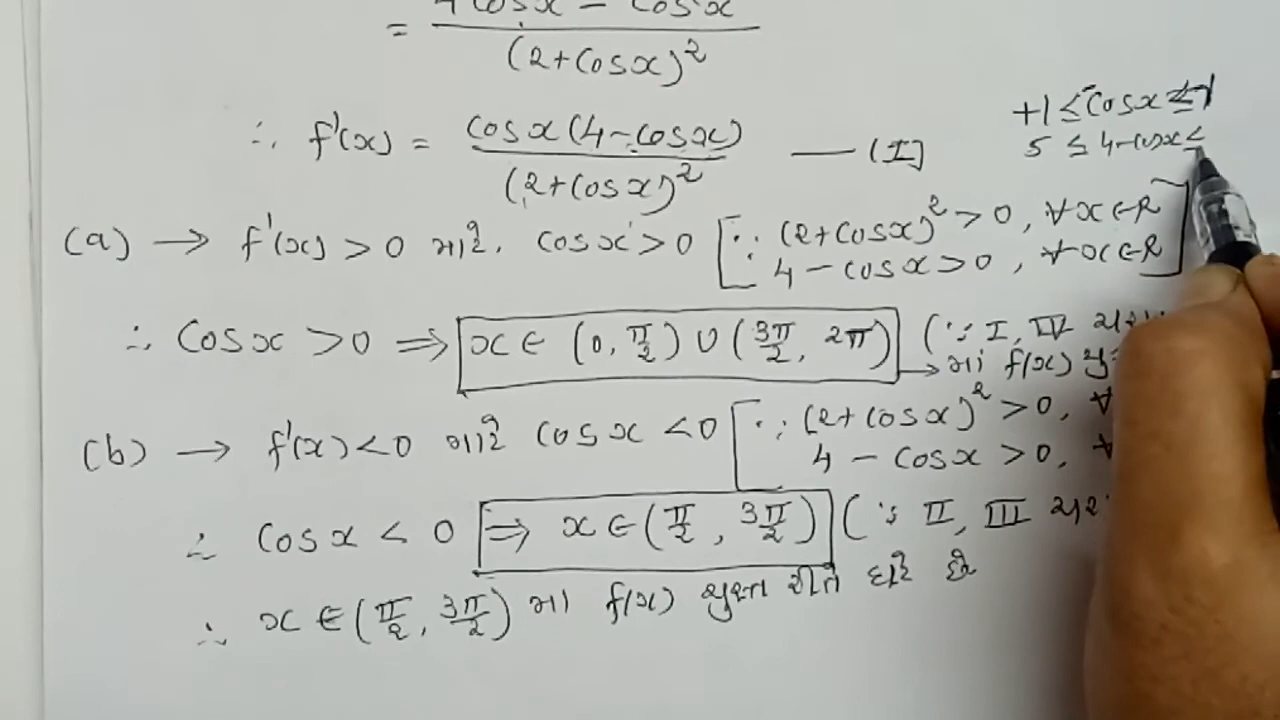 = 4 cos x − cos² x / (2+cos x)²
∴ f'(x) = cos x (4−cos x) / (2+cos x)² — (I)
+1 ≤ −cos x ≤ −1
5 ≤ 4−cos x ≤
(a) → f'(x) > 0 માટે, cos x > 0 [∵ (2+cos x)² > 0, ∀ x ∈ R
4 − cos x > 0, ∀ x ∈ R]
∴ cos x > 0 ⇒ x ∈ (0, π/2) ∪ (3π/2, 2π) (∵ I, IV
→ માં f(x)
(b) → f'(x) < 0 માટે cos x < 0 [∵ (2+cos x)² > 0, ∀
4 − cos x > 0, ∀
∴ cos x < 0 ⇒ x ∈ (π/2, 3π/2) (∵ II, III
∴ x ∈ (π/2, 3π/2) માં f(x) ચુસ્ત રીતે ઘટે છે